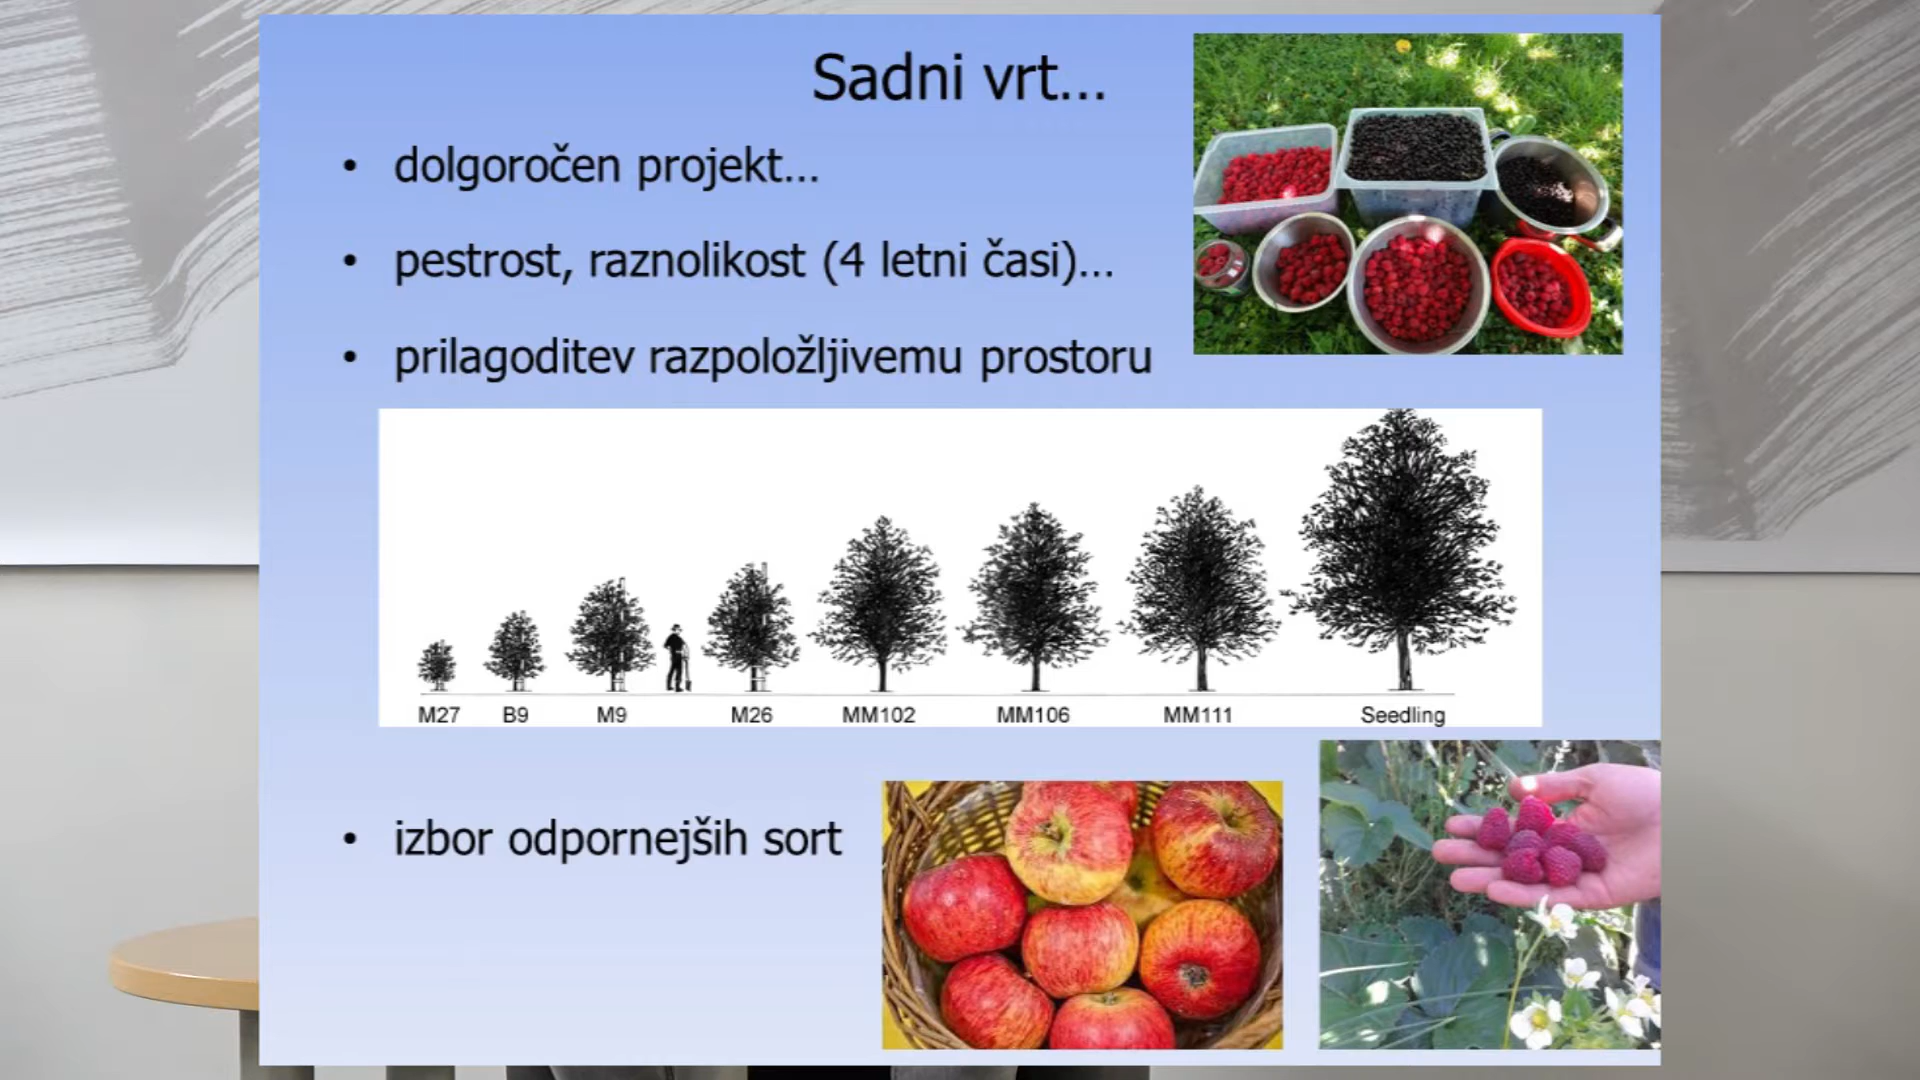 Sadni vrt...
• dolgoročen projekt...
• pestrost, raznolikost (4 letni časi)...
• prilagoditev razpoložljivemu prostoru
M27 B9 M9 M26 MM102 MM106 MM111 Seedling
• izbor odpornejših sort